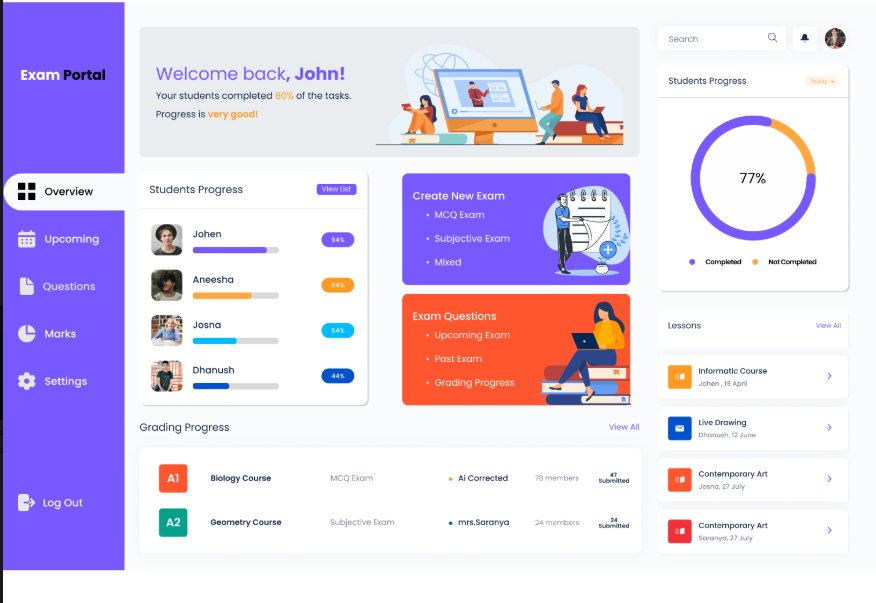 Exam Portal
Overview
Upcoming
Questions
Marks
Settings
Log Out
Welcome back, John!
Your students completed 80% of the tasks.
Progress is very good!
Students Progress
View List
Johen
94%
Aneesha
64%
Josna
54%
Dhanush
44%
Create New Exam
• MCQ Exam
• Subjective Exam
• Mixed
Exam Questions
• Upcoming Exam
• Past Exam
• Grading Progress
Grading Progress
View All
A1 Biology Course MCQ Exam • Ai Corrected 78 members 47 Submitted
A2 Geometry Course Subjective Exam • mrs.Saranya 24 members 24 Submitted
Search
Students Progress
Today
77%
Completed
Not Completed
Lessons
View All
Informatic Course
Johen , 19 April
Live Drawing
Dhanush, 12 June
Contemporary Art
Josna, 27 July
Contemporary Art
Saranya, 27 July